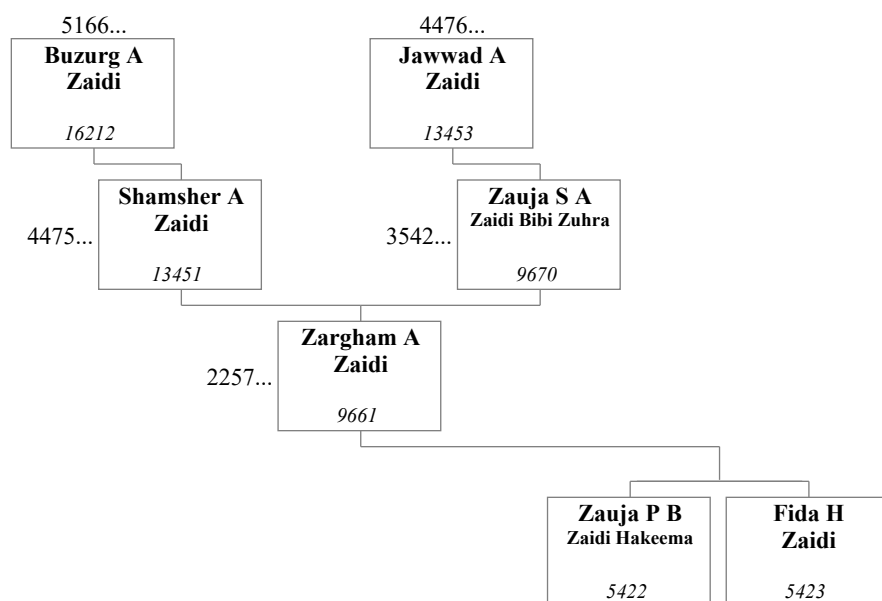 5166...
Buzurg A
Zaidi
16212
4476...
Jawwad A
Zaidi
13453
4475...
Shamsher A
Zaidi
13451
3542...
Zauja S A
Zaidi Bibi Zuhra
9670
2257...
Zargham A
Zaidi
9661
Zauja P B
Zaidi Hakeema
5422
Fida H
Zaidi
5423